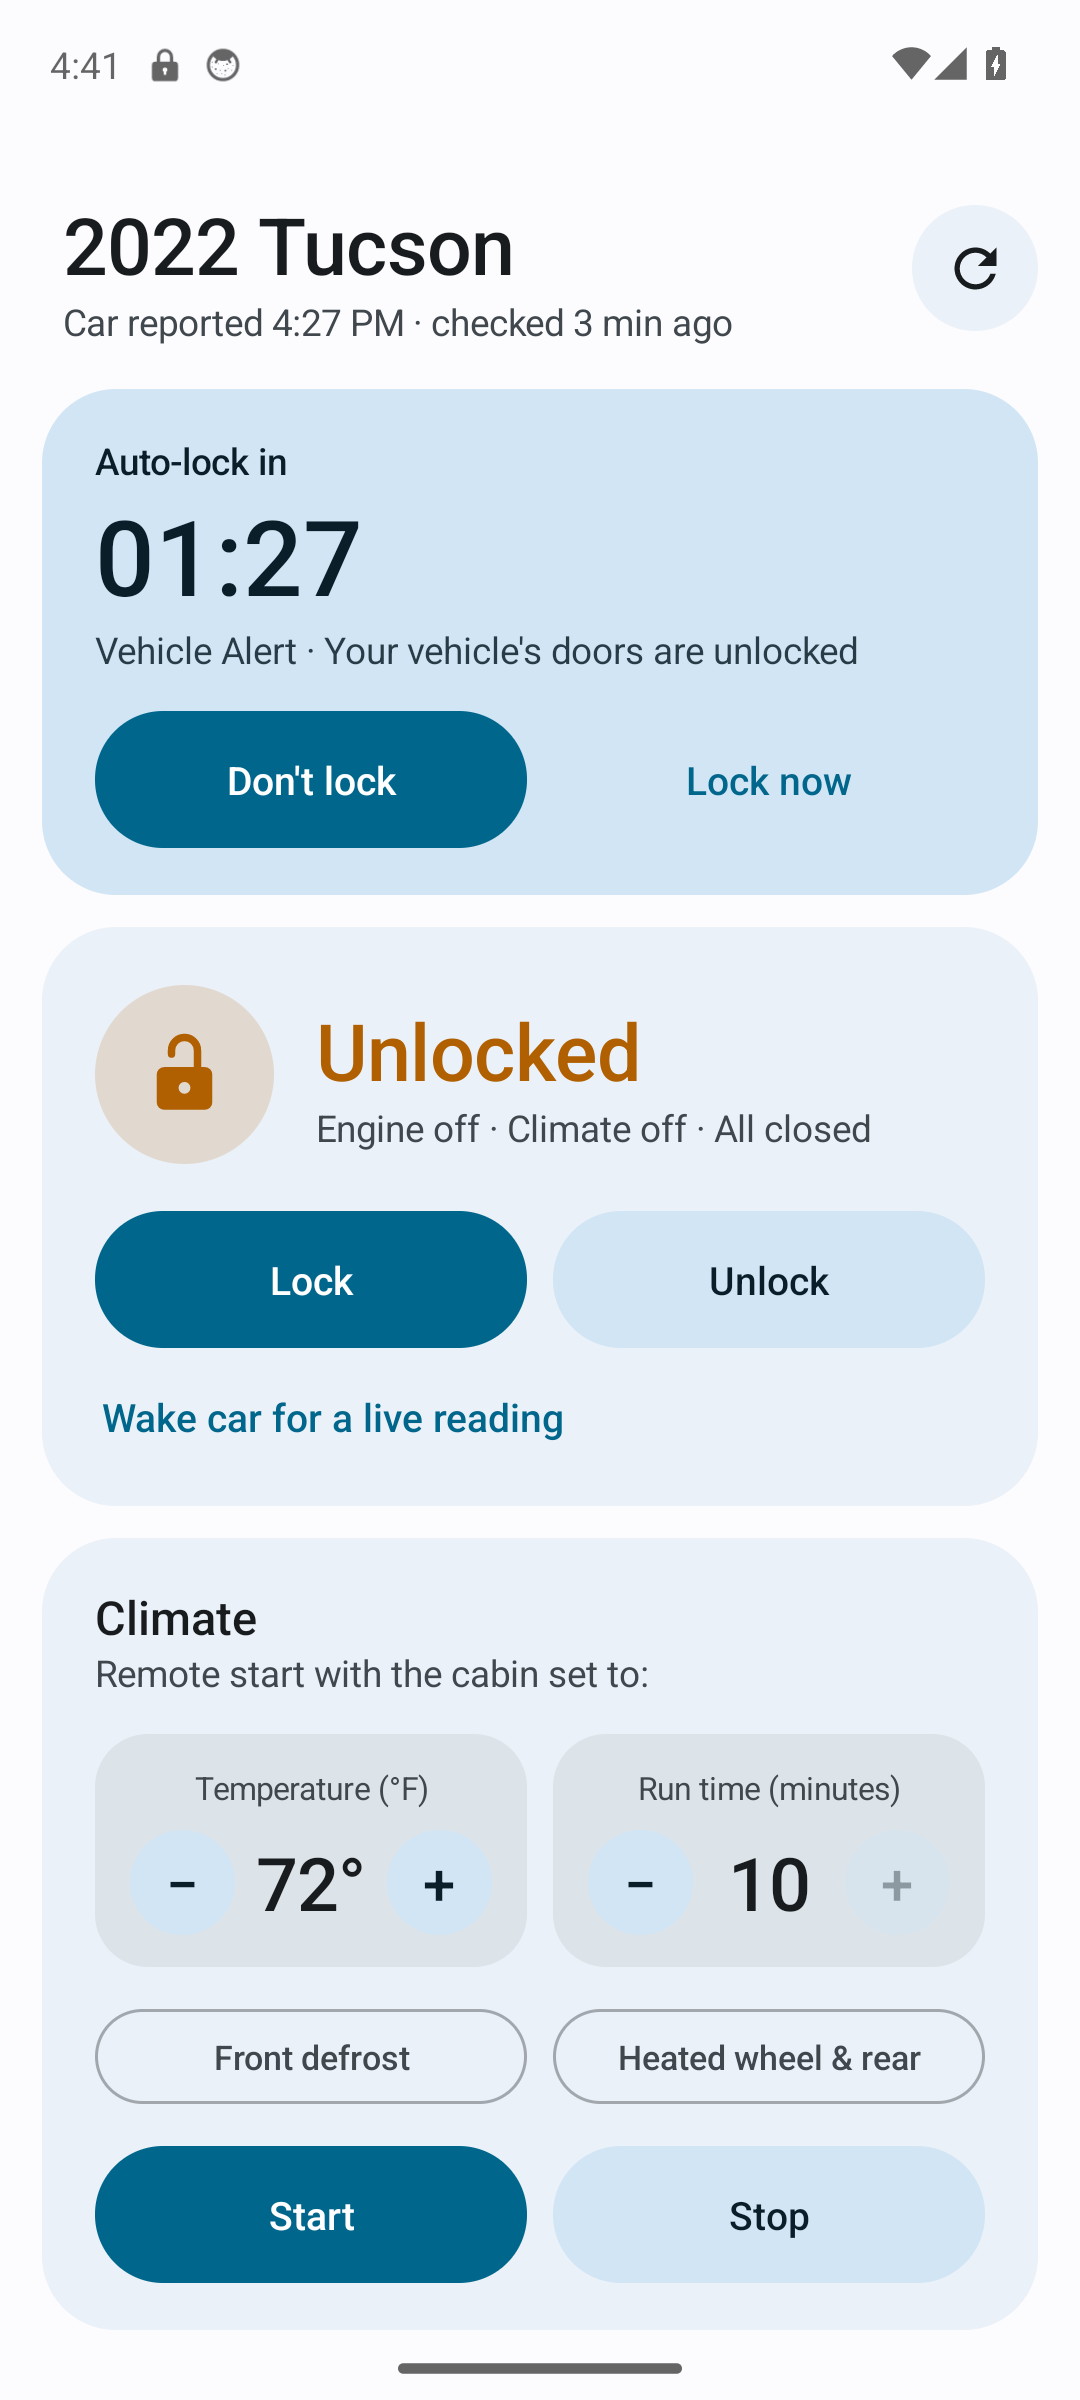 4:41
2022 Tucson
Car reported 4:27 PM · checked 3 min ago
Auto-lock in
01:27
Vehicle Alert · Your vehicle's doors are unlocked
Don't lock
Lock now
Unlocked
Engine off · Climate off · All closed
Lock
Unlock
Wake car for a live reading
Climate
Remote start with the cabin set to:
Temperature (°F)
Run time (minutes)
− 72° +
− 10 +
Front defrost
Heated wheel & rear
Start
Stop